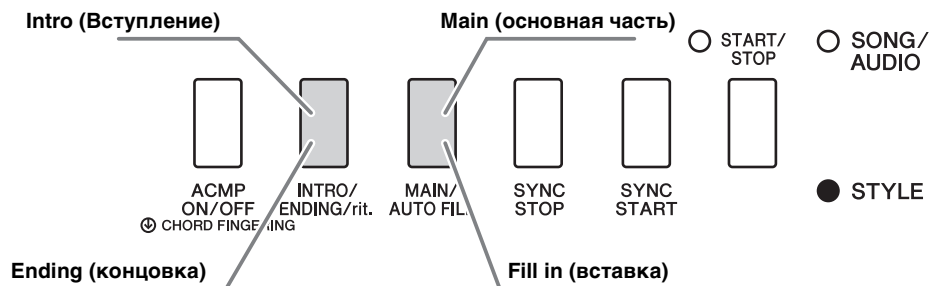 Intro (Вступление)
Main (основная часть)
START/
STOP
SONG/
AUDIO
ACMP
ON/OFF
CHORD FINGERING
INTRO/
ENDING/rit.
MAIN/
AUTO FILL
SYNC
STOP
SYNC
START
STYLE
Ending (концовка)
Fill in (вставка)